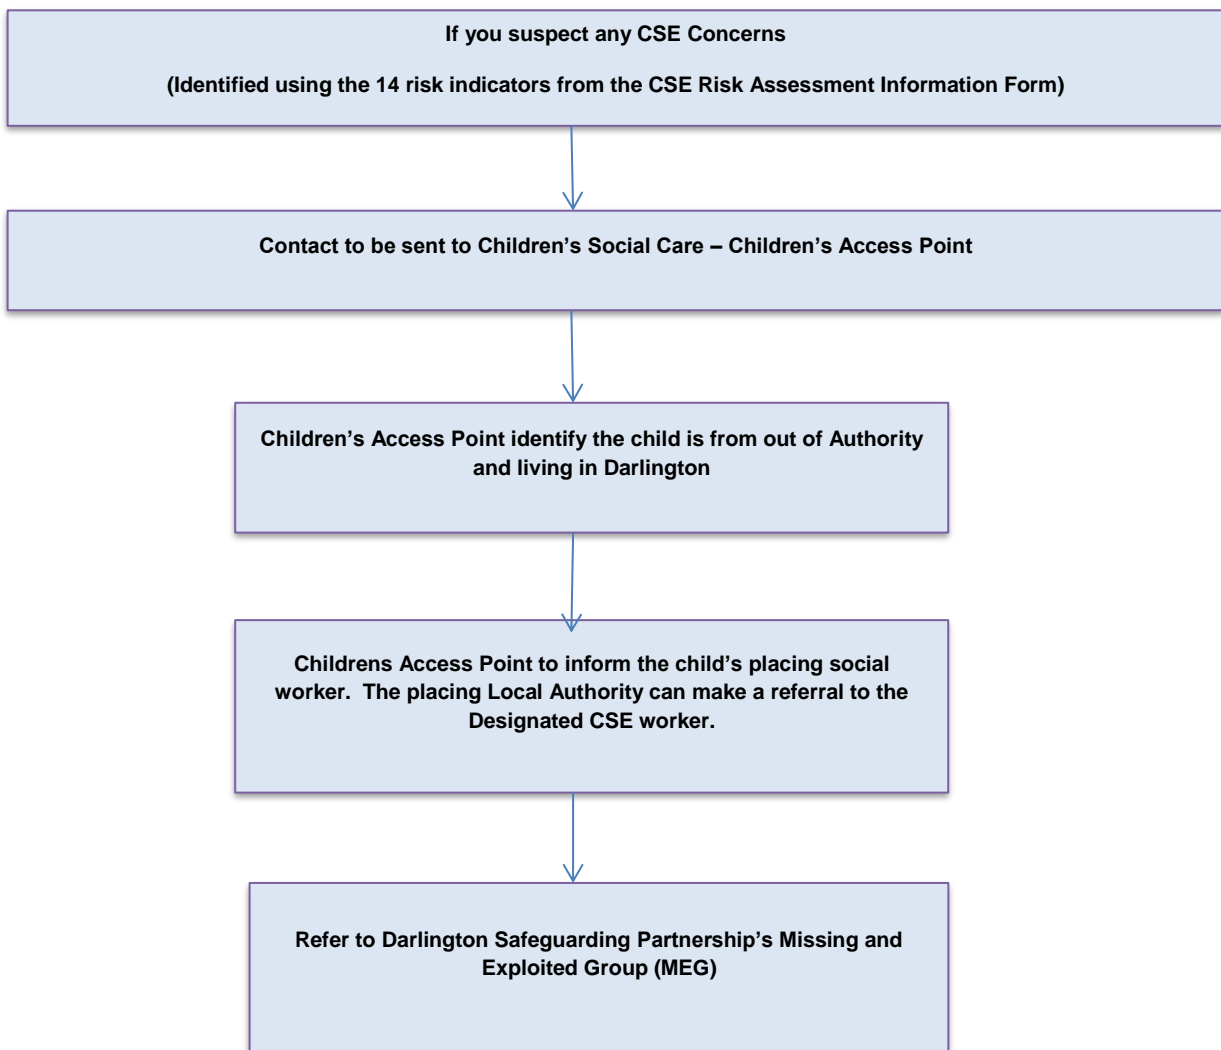 If you suspect any CSE Concerns
(Identified using the 14 risk indicators from the CSE Risk Assessment Information Form)
Contact to be sent to Children’s Social Care – Children’s Access Point
Children’s Access Point identify the child is from out of Authority
and living in Darlington
Childrens Access Point to inform the child’s placing social
worker.  The placing Local Authority can make a referral to the
Designated CSE worker.
Refer to Darlington Safeguarding Partnership’s Missing and
Exploited Group (MEG)